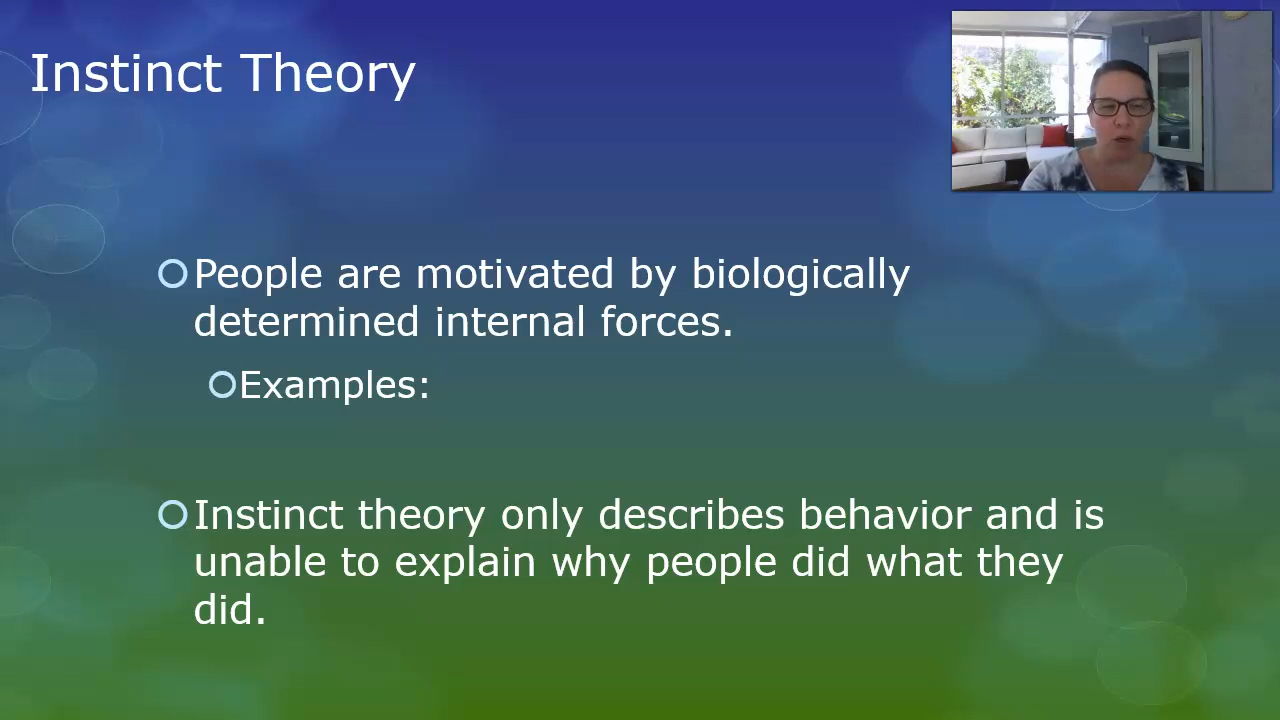 Instinct Theory
People are motivated by biologically
determined internal forces.
Examples:
Instinct theory only describes behavior and is
unable to explain why people did what they
did.